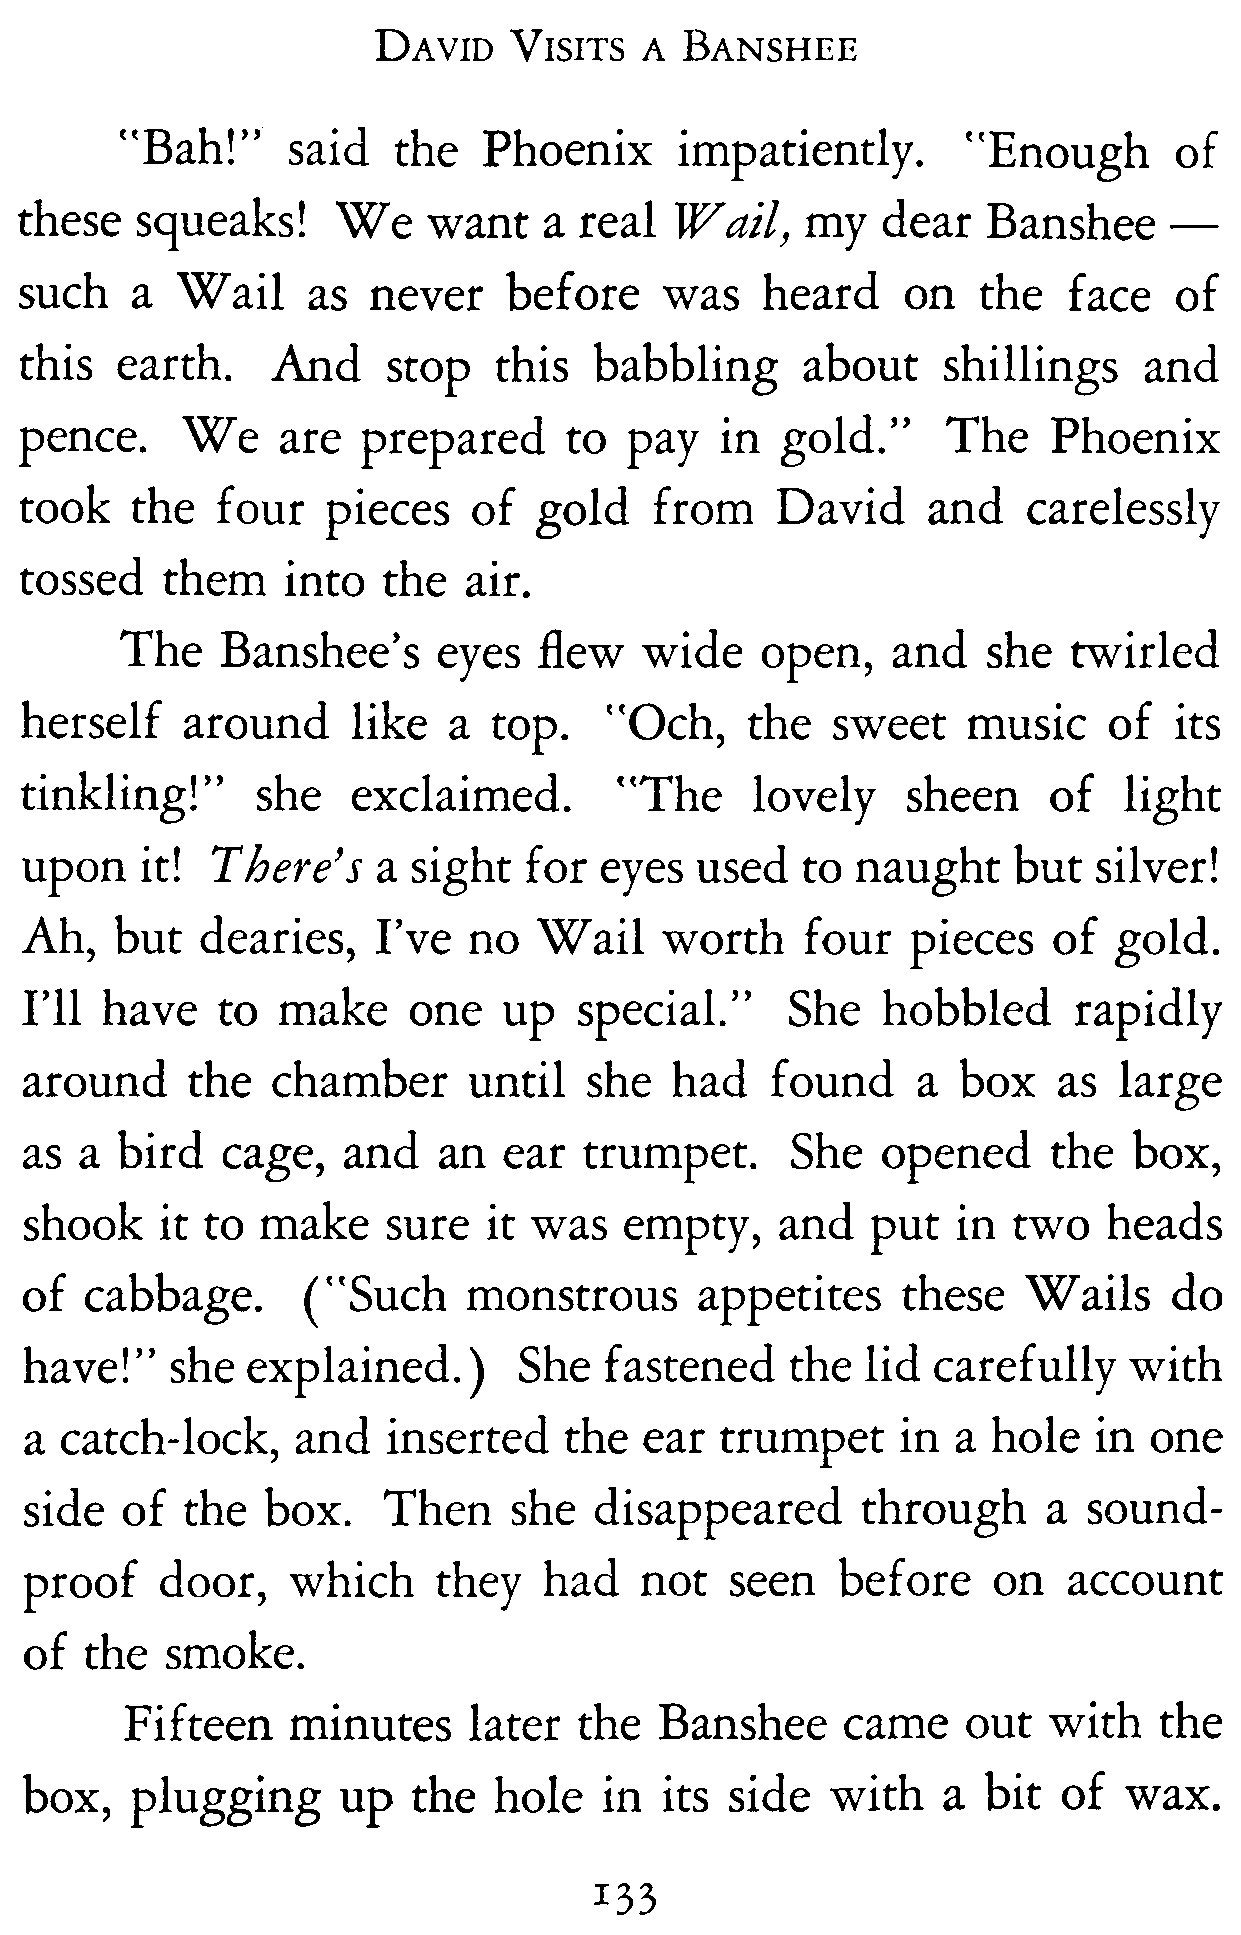 David Visits a Banshee
“Bah!” said the Phoenix impatiently. “Enough of
these squeaks! We want a real Wail, my dear Banshee —
such a Wail as never before was heard on the face of
this earth. And stop this babbling about shillings and
pence. We are prepared to pay in gold.” The Phoenix
took the four pieces of gold from David and carelessly
tossed them into the air.
The Banshee’s eyes flew wide open, and she twirled
herself around like a top. “Och, the sweet music of its
tinkling!” she exclaimed. “The lovely sheen of light
upon it! There’s a sight for eyes used to naught but silver!
Ah, but dearies, I’ve no Wail worth four pieces of gold.
I’ll have to make one up special.” She hobbled rapidly
around the chamber until she had found a box as large
as a bird cage, and an ear trumpet. She opened the box,
shook it to make sure it was empty, and put in two heads
of cabbage. (“Such monstrous appetites these Wails do
have!” she explained.) She fastened the lid carefully with
a catch-lock, and inserted the ear trumpet in a hole in one
side of the box. Then she disappeared through a sound-
proof door, which they had not seen before on account
of the smoke.
Fifteen minutes later the Banshee came out with the
box, plugging up the hole in its side with a bit of wax.
133